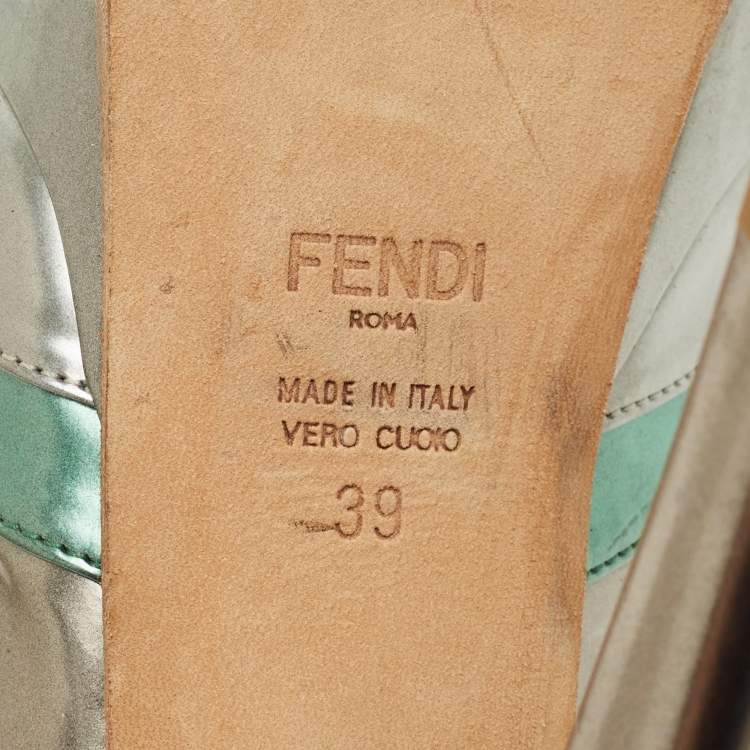 FENDI
ROMA
MADE IN ITALY
VERO CUOIO
39